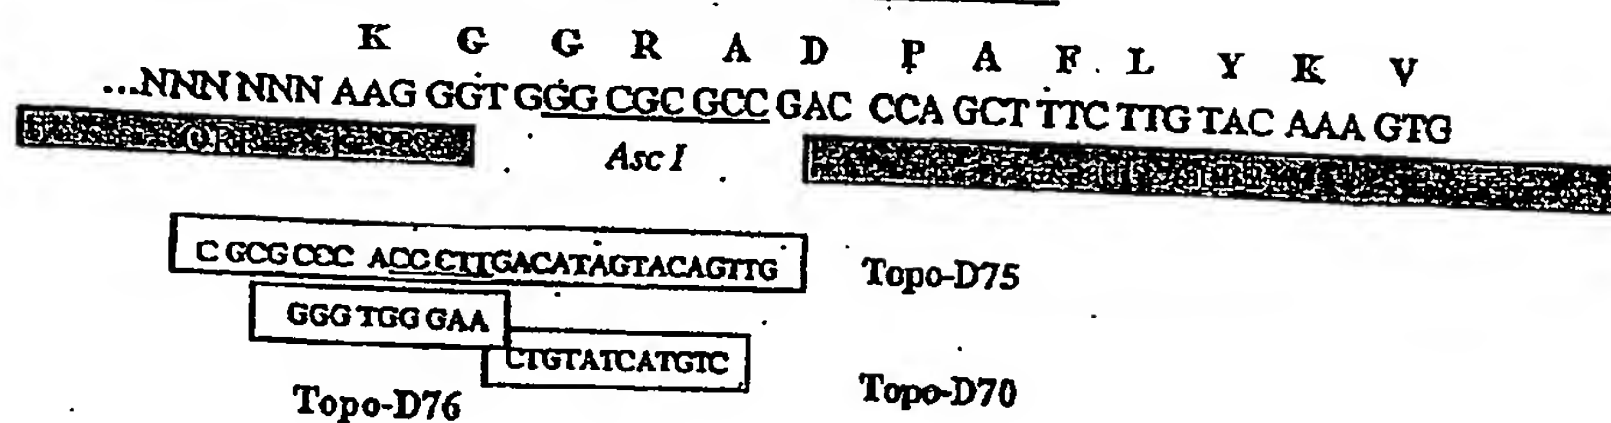 K G G R A D P A F L Y K V
...NNN NNN AAG GGT GGG CGC GCC GAC CCA GCT TTC TTG TAC AAA GTG
Asc I
C GCG CCC ACC CTTGACATAGTACAGTTG Topo-D75
GGG TGG GAA
CTGTATCATGTC
Topo-D76 Topo-D70